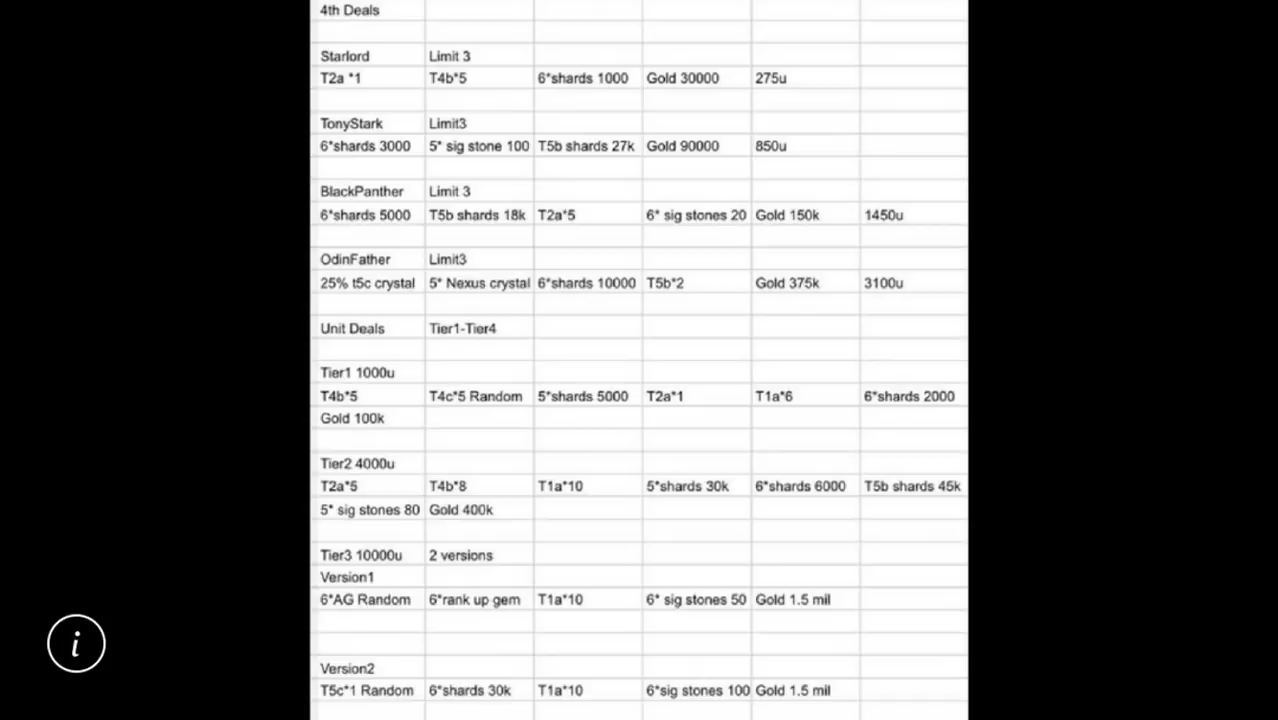 4th Deals
Starlord Limit 3
T2a *1 T4b*5 6*shards 1000 Gold 30000 275u
TonyStark Limit3
6*shards 3000 5* sig stone 100 T5b shards 27k Gold 90000 850u
BlackPanther Limit 3
6*shards 5000 T5b shards 18k T2a*5 6* sig stones 20 Gold 150k 1450u
OdinFather Limit3
25% t5c crystal 5* Nexus crystal 6*shards 10000 T5b*2 Gold 375k 3100u
Unit Deals Tier1-Tier4
Tier1 1000u
T4b*5 T4c*5 Random 5*shards 5000 T2a*1 T1a*6 6*shards 2000
Gold 100k
Tier2 4000u
T2a*5 T4b*8 T1a*10 5*shards 30k 6*shards 6000 T5b shards 45k
5* sig stones 80 Gold 400k
Tier3 10000u 2 versions
Version1
6*AG Random 6*rank up gem T1a*10 6* sig stones 50 Gold 1.5 mil
Version2
T5c*1 Random 6*shards 30k T1a*10 6*sig stones 100 Gold 1.5 mil
i